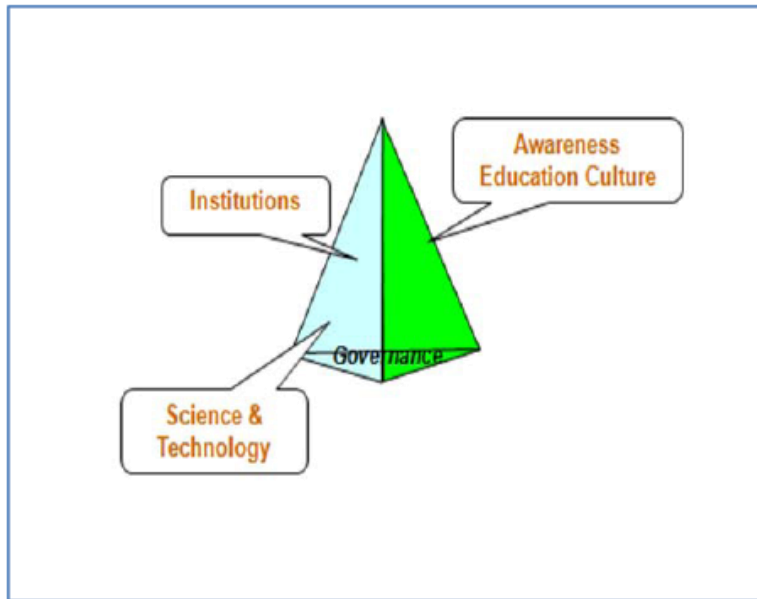 Awareness
Education Culture
Institutions
Governance
Science &
Technology